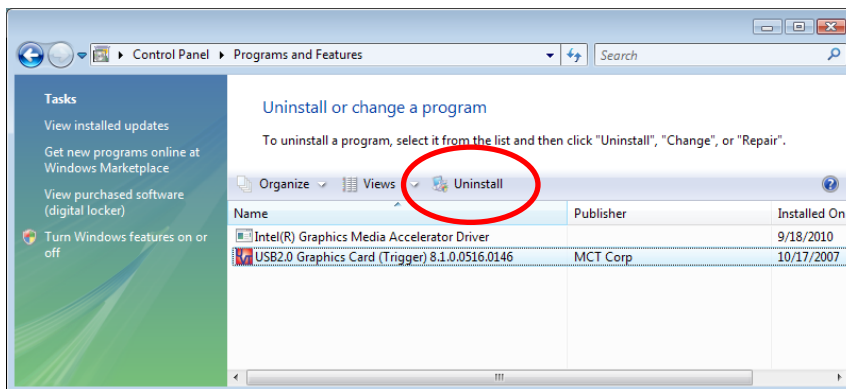 Control Panel Programs and Features Search
Tasks
View installed updates
Get new programs online at
Windows Marketplace
View purchased software
(digital locker)
Turn Windows features on or
off
Uninstall or change a program
To uninstall a program, select it from the list and then click "Uninstall", "Change", or "Repair".
Organize Views Uninstall
Name Publisher Installed On
Intel(R) Graphics Media Accelerator Driver 9/18/2010
USB2.0 Graphics Card (Trigger) 8.1.0.0516.0146 MCT Corp 10/17/2007